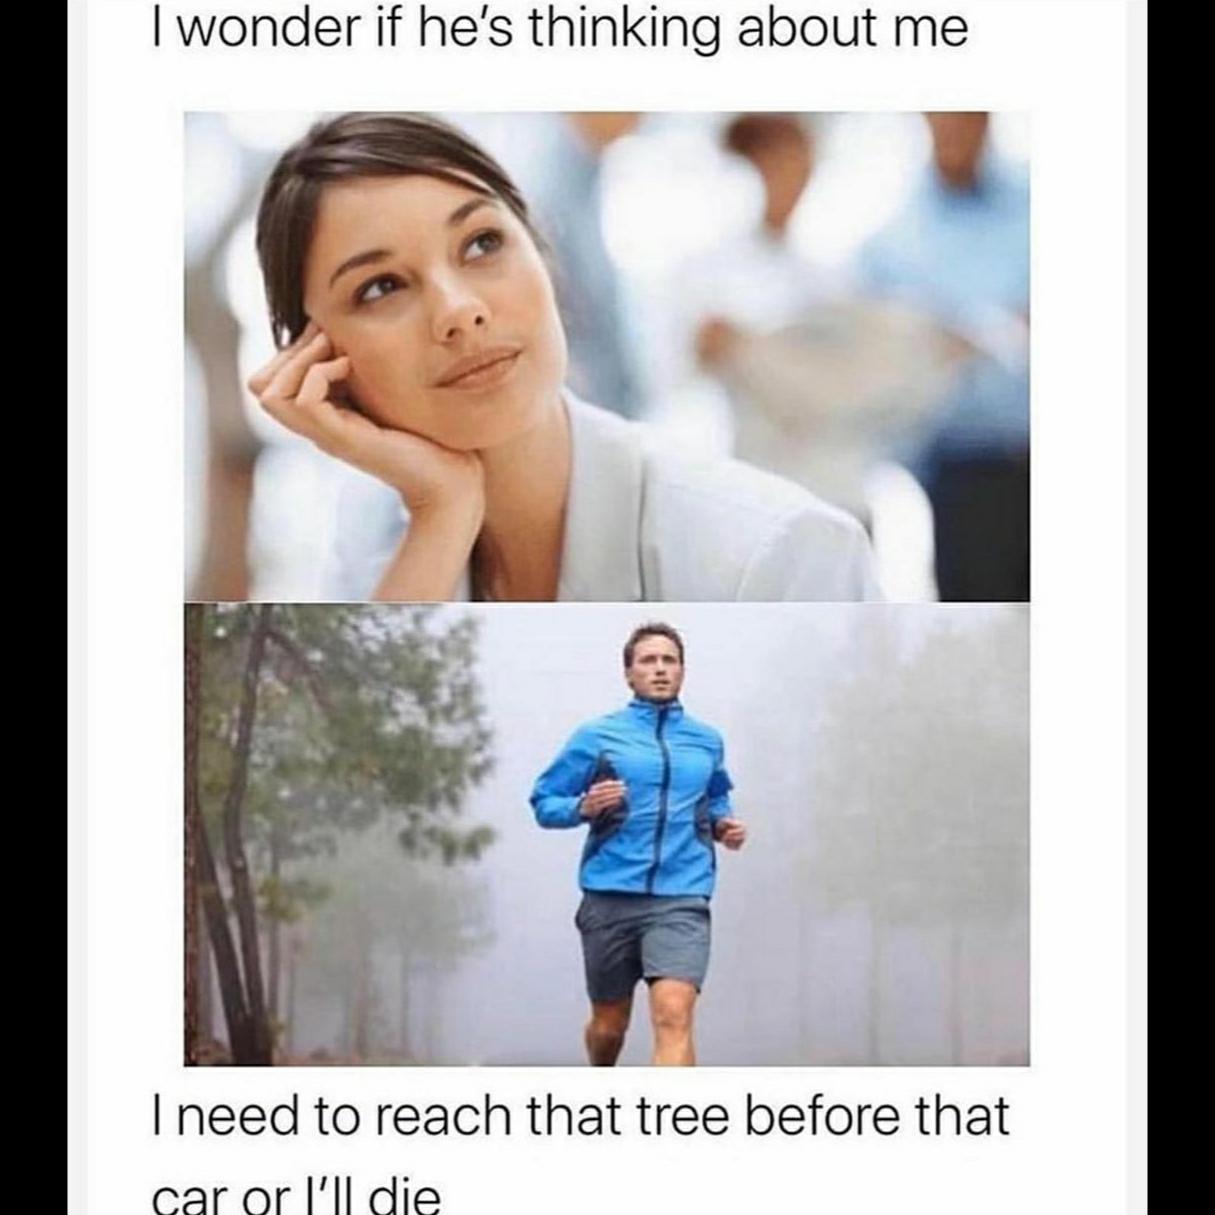 I wonder if he's thinking about me
I need to reach that tree before that
car or I'll die